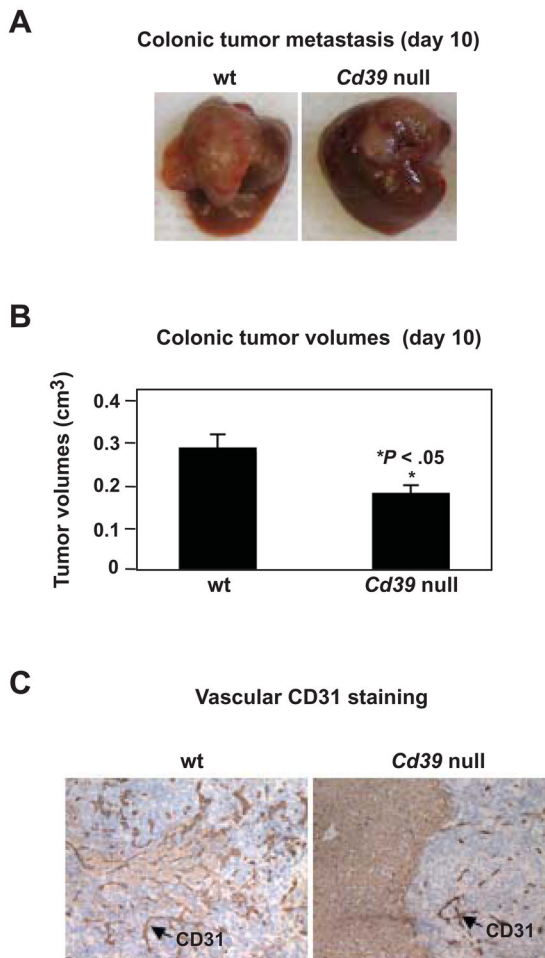 A
Colonic tumor metastasis (day 10)
wt Cd39 null
B
Colonic tumor volumes (day 10)
Tumor volumes (cm³)
0.4
0.3
0.2
0.1
0
*P < .05
*
wt Cd39 null
C
Vascular CD31 staining
wt Cd39 null
CD31 CD31